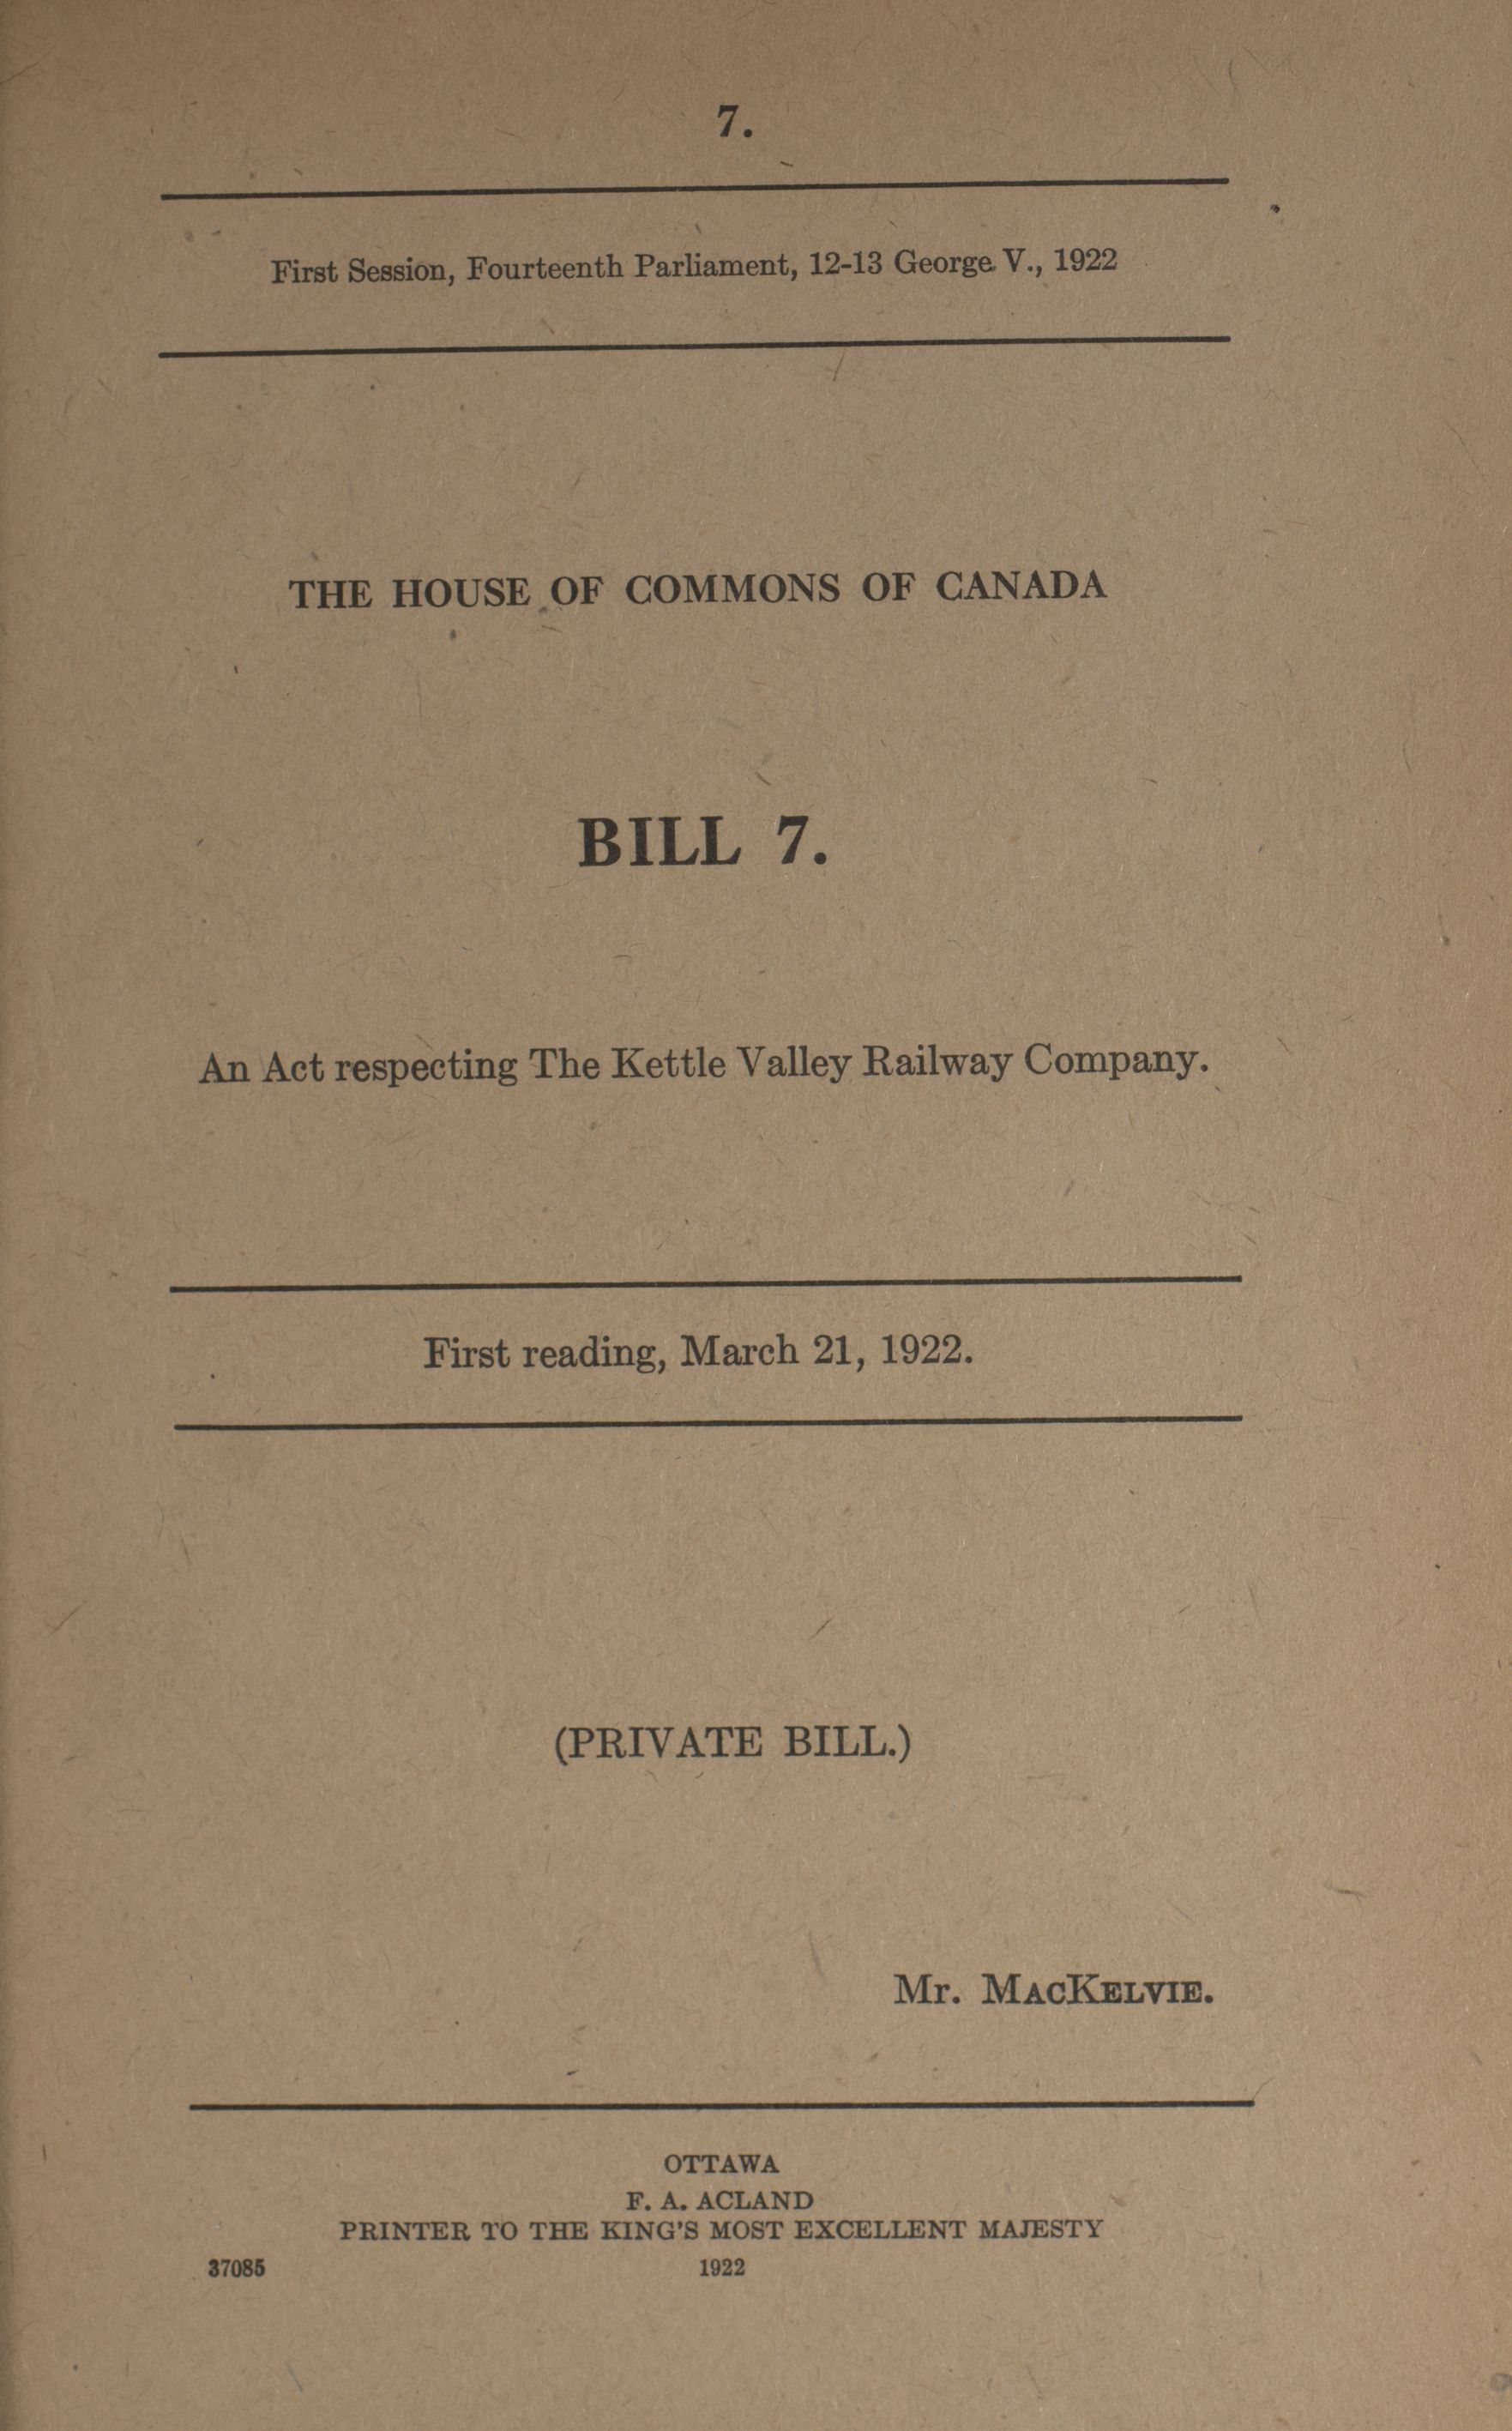 7.
First Session, Fourteenth Parliament, 12-13 George V., 1922
THE HOUSE OF COMMONS OF CANADA
BILL 7.
An Act respecting The Kettle Valley Railway Company.
First reading, March 21, 1922.
(PRIVATE BILL.)
Mr. MacKelvie.
OTTAWA
F. A. ACLAND
PRINTER TO THE KING'S MOST EXCELLENT MAJESTY
37085 1922